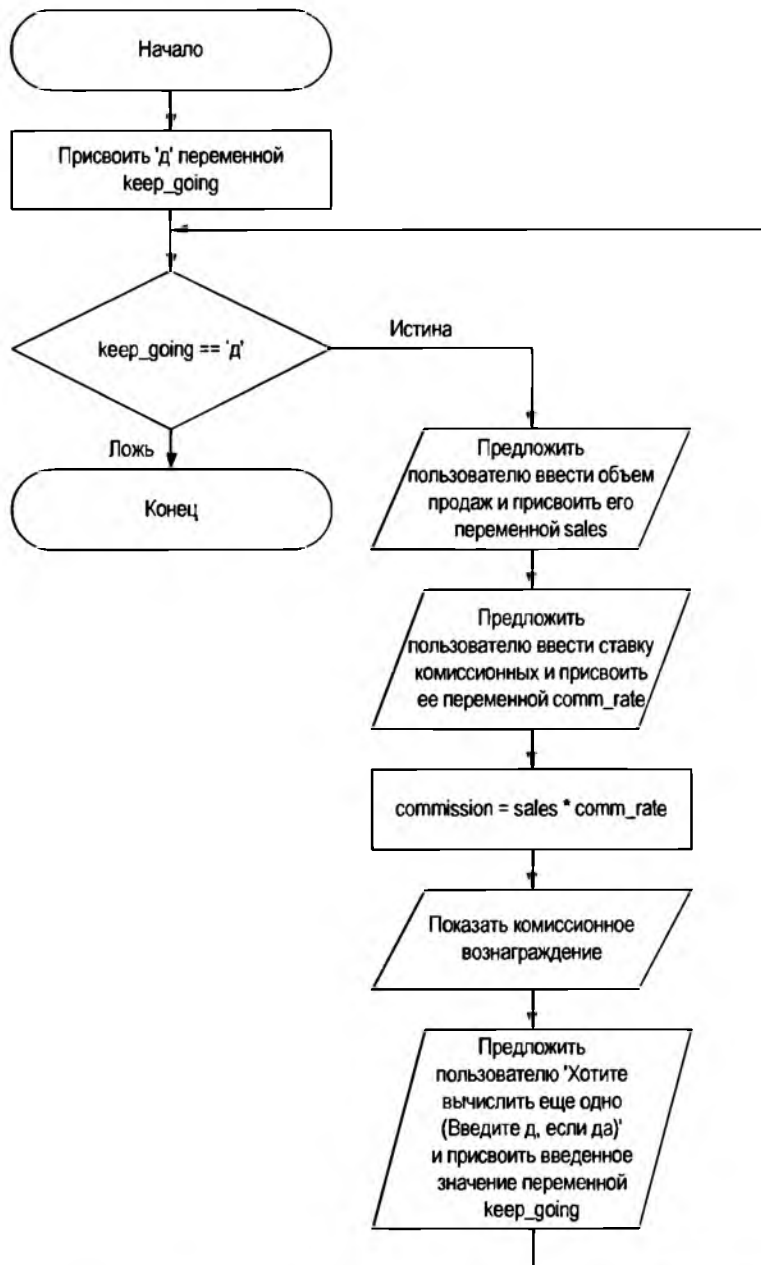 Начало
Присвоить 'д' переменной
keep_going
keep_going == 'д'
Истина
Ложь
Конец
Предложить
пользователю ввести объем
продаж и присвоить его
переменной sales
Предложить
пользователю ввести ставку
комиссионных и присвоить
ее переменной comm_rate
commission = sales * comm_rate
Показать комиссионное
вознаграждение
Предложить
пользователю 'Хотите
вычислить еще одно
(Введите д, если да)'
и присвоить введенное
значение переменной
keep_going